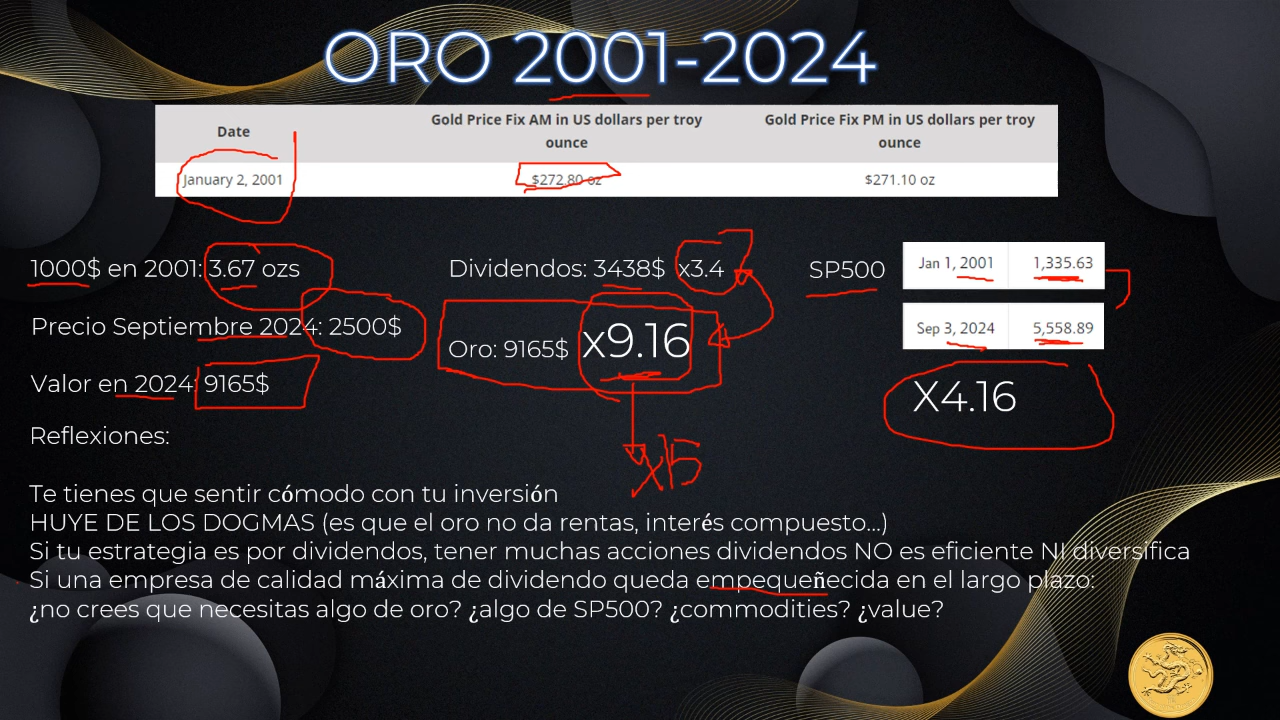 ORO 2001-2024
Date
Gold Price Fix AM in US dollars per troy
ounce
Gold Price Fix PM in US dollars per troy
ounce
January 2, 2001
$272.80 oz
$271.10 oz
1000$ en 2001: 3.67 ozs
Dividendos: 3438$ x3.4
SP500
Jan 1, 2001
1,335.63
Precio Septiembre 2024: 2500$
Oro: 9165$ x9.16
Sep 3, 2024
5,558.89
Valor en 2024: 9165$
X4.16
Reflexiones:
x15
Te tienes que sentir cómodo con tu inversión
HUYE DE LOS DOGMAS (es que el oro no da rentas, interés compuesto...)
Si tu estrategia es por dividendos, tener muchas acciones dividendos NO es eficiente NI diversifica
Si una empresa de calidad máxima de dividendo queda empequeñecida en el largo plazo:
¿no crees que necesitas algo de oro? ¿algo de SP500? ¿commodities? ¿value?